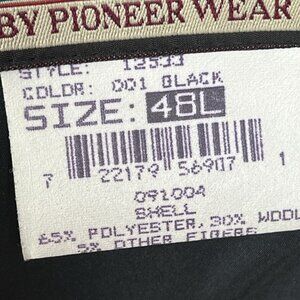 BY PIONEER WEAR
STYLE: 12533
COLOR: 001 BLACK
SIZE: 48L
7 22179 56907 1
091004
SHELL
65% POLYESTER, 30% WOOL
5% OTHER FIBERS